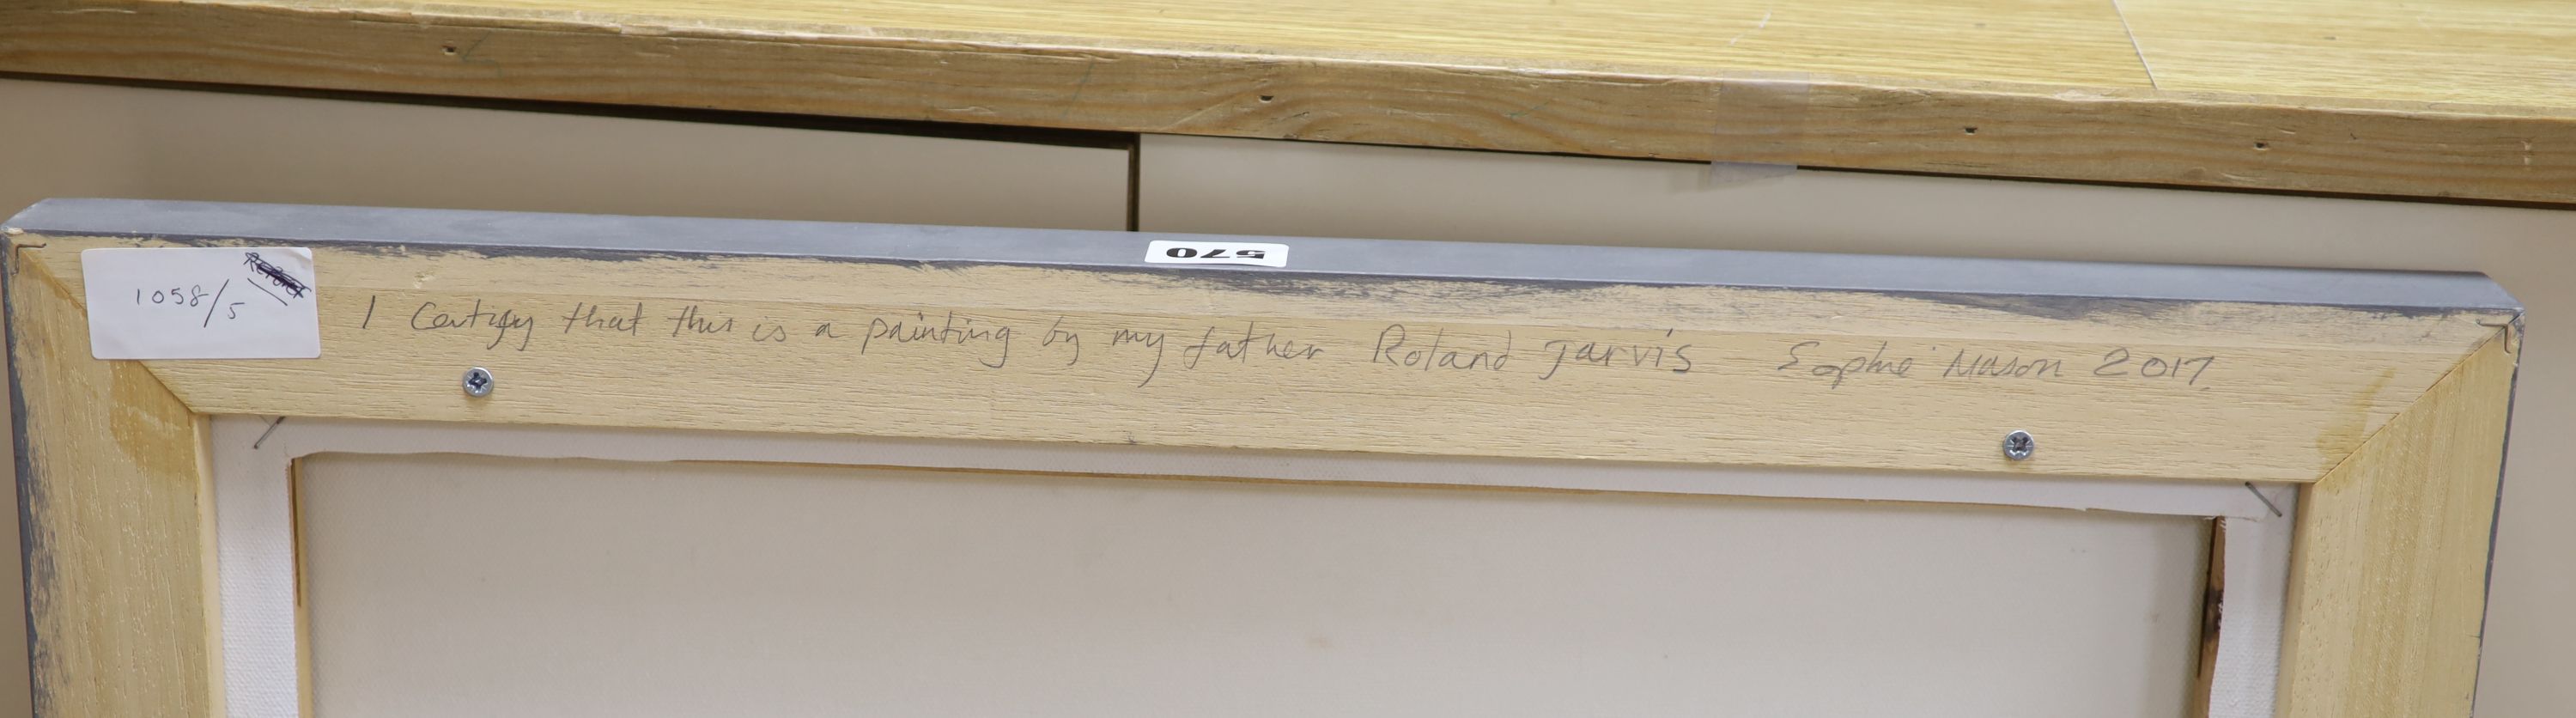 570
1058/5
I Certify that this is a painting by my father Roland Jarvis Sophie Mason 2017